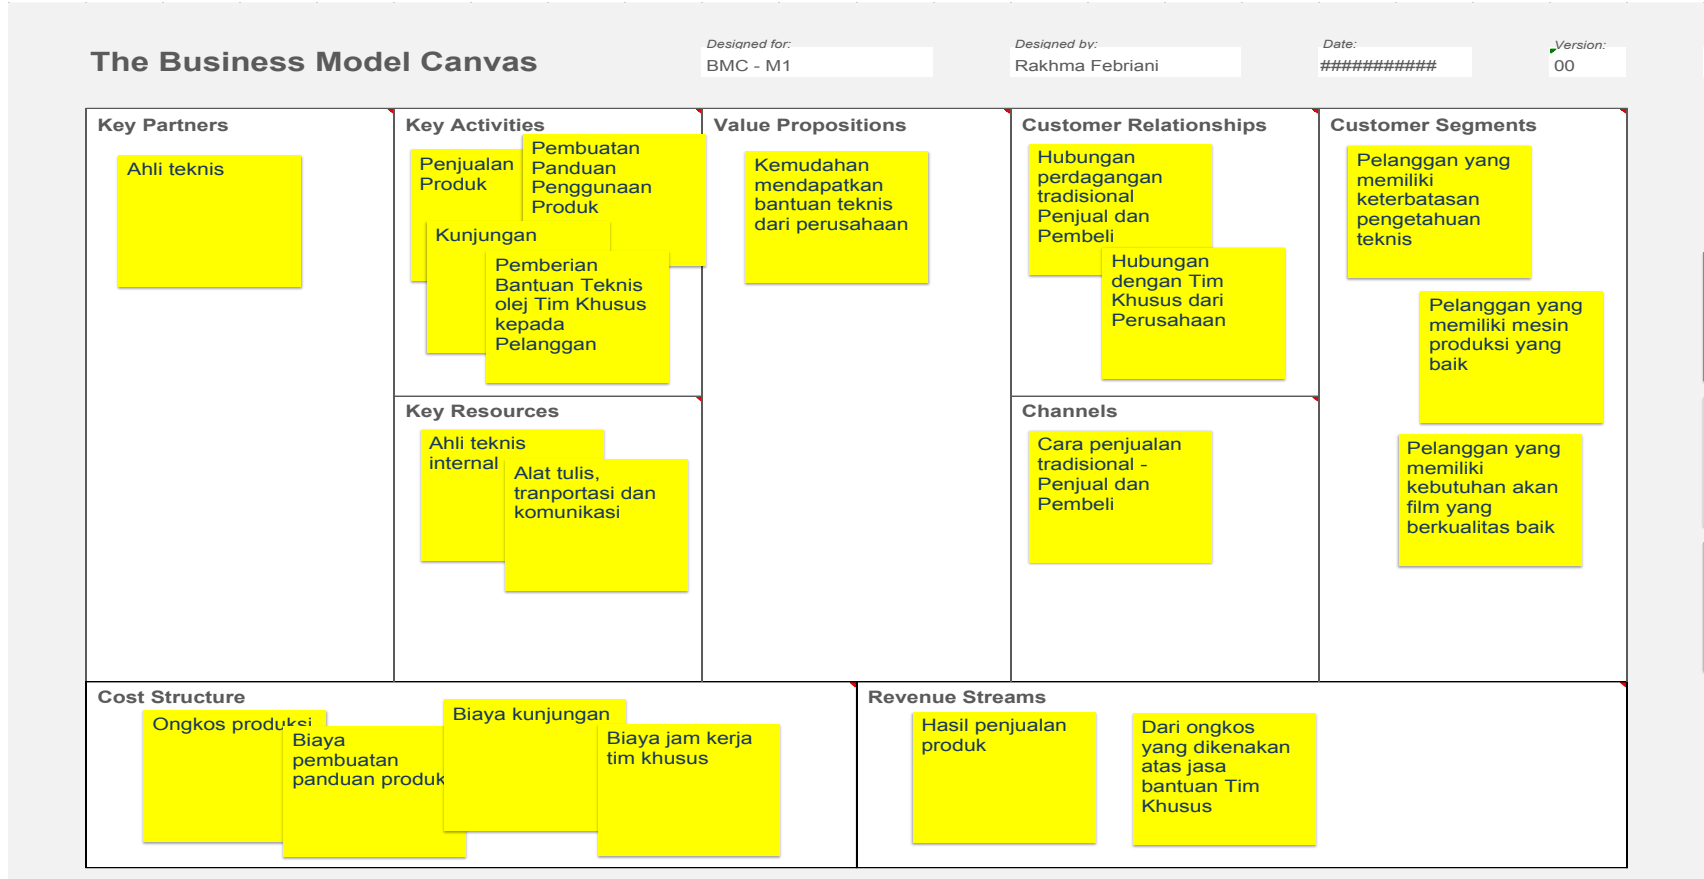 The Business Model Canvas
Designed for:
BMC - M1
Designed by:
Rakhma Febriani
Date:
###########
Version:
00
Key Partners
Ahli teknis
Key Activities
Penjualan
Produk
Pembuatan
Panduan
Penggunaan
Produk
Kunjungan
Pemberian
Bantuan Teknis
olej Tim Khusus
kepada
Pelanggan
Key Resources
Ahli teknis
internal
Alat tulis,
tranportasi dan
komunikasi
Value Propositions
Kemudahan
mendapatkan
bantuan teknis
dari perusahaan
Customer Relationships
Hubungan
perdagangan
tradisional
Penjual dan
Pembeli
Hubungan
dengan Tim
Khusus dari
Perusahaan
Channels
Cara penjualan
tradisional -
Penjual dan
Pembeli
Customer Segments
Pelanggan yang
memiliki
keterbatasan
pengetahuan
teknis
Pelanggan yang
memiliki mesin
produksi yang
baik
Pelanggan yang
memiliki
kebutuhan akan
film yang
berkualitas baik
Cost Structure
Ongkos produksi
Biaya
pembuatan
panduan produk
Biaya kunjungan
Biaya jam kerja
tim khusus
Revenue Streams
Hasil penjualan
produk
Dari ongkos
yang dikenakan
atas jasa
bantuan Tim
Khusus